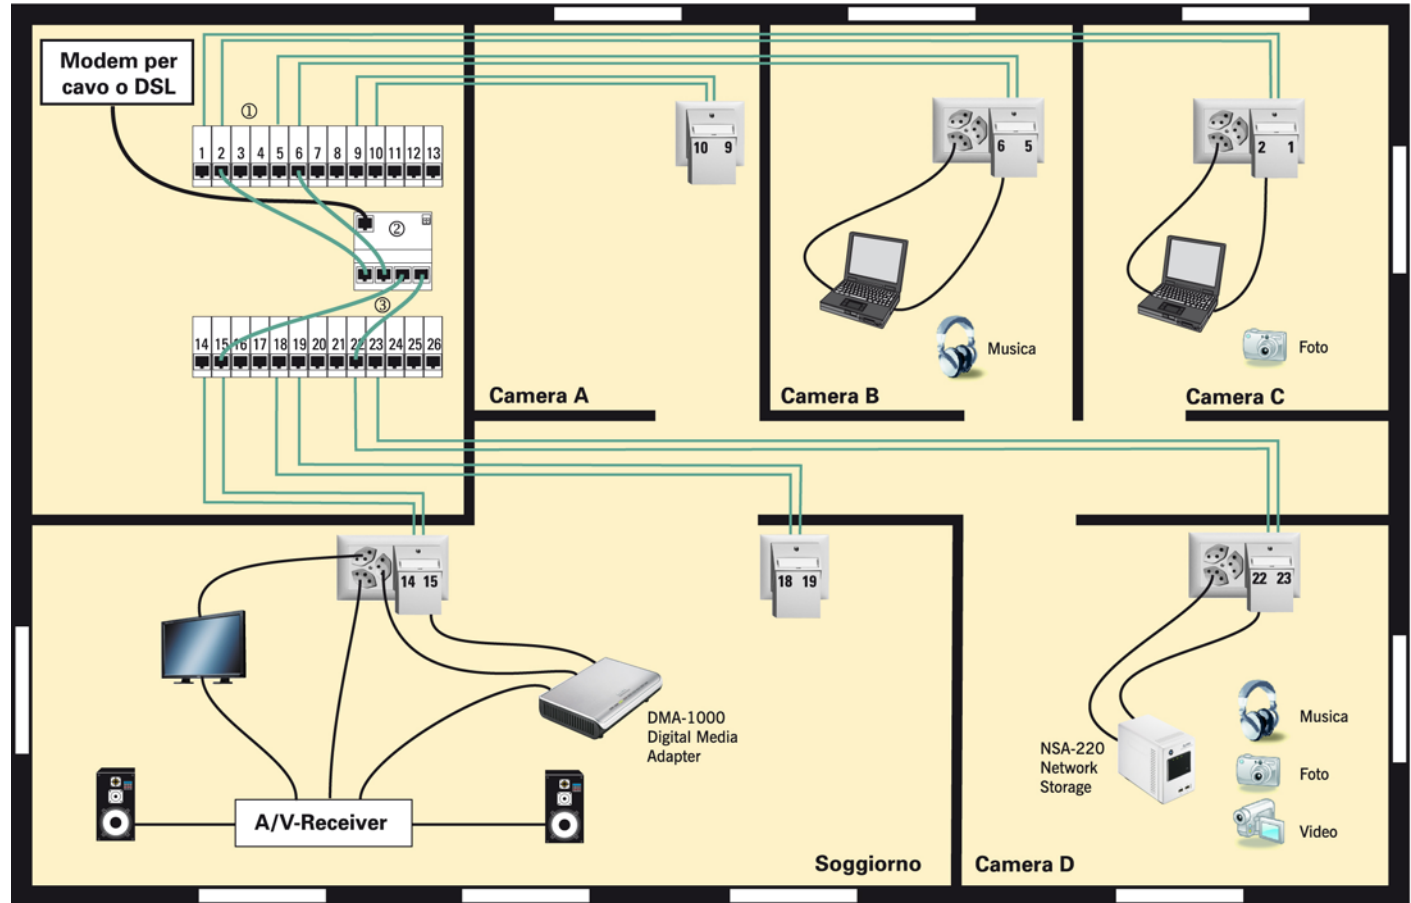 Modem per
cavo o DSL
①
1 2 3 4 5 6 7 8 9 10 11 12 13
②
③
14 15 16 17 18 19 20 21 22 23 24 25 26
10 9
6 5
2 1
Musica
Foto
Camera A
Camera B
Camera C
14 15
18 19
22 23
DMA-1000
Digital Media
Adapter
NSA-220
Network
Storage
Musica
Foto
Video
A/V-Receiver
Soggiorno
Camera D